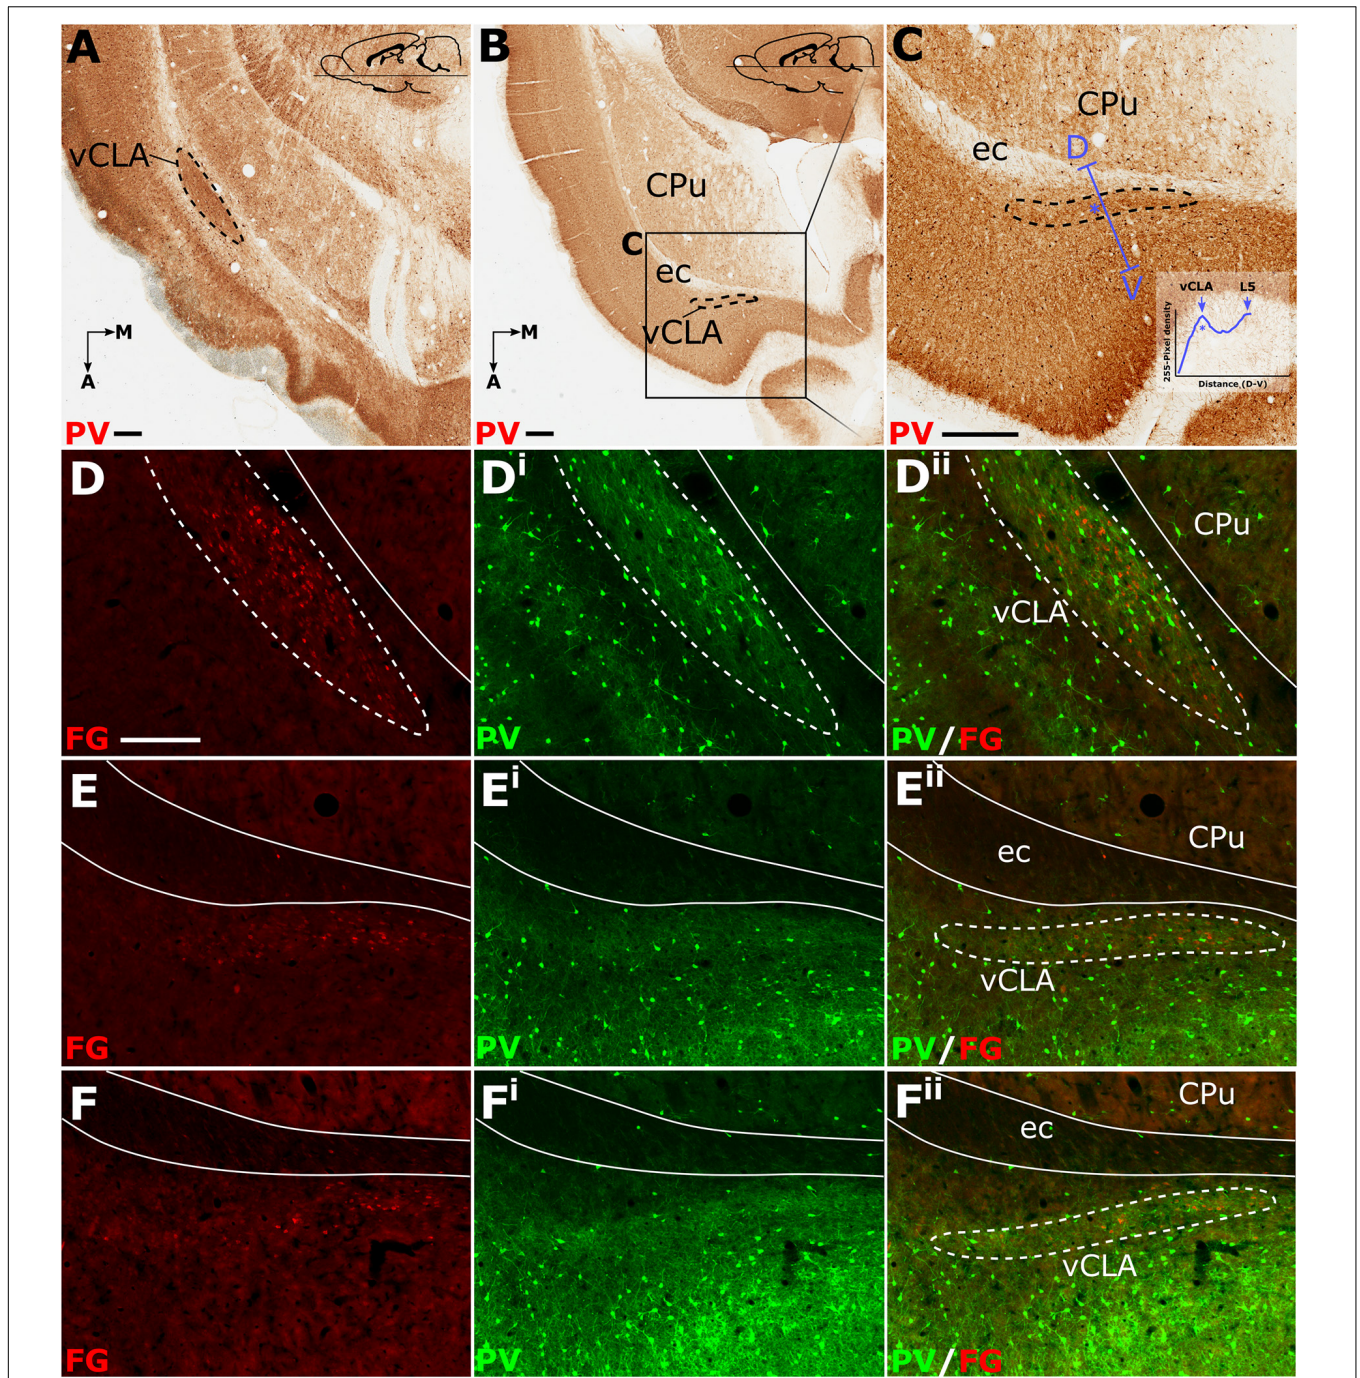 A
vCLA
M
A
PV
B
CPu
C
ec
vCLA
M
A
PV
C
CPu
ec
D
*
V
vCLA
L5
*
255-Pixel density
Distance (D-V)
PV
D
FG
Di
PV
Dii
CPu
vCLA
PV/FG
E
FG
Ei
PV
Eii
CPu
ec
vCLA
PV/FG
F
FG
Fi
PV
Fii
CPu
ec
vCLA
PV/FG